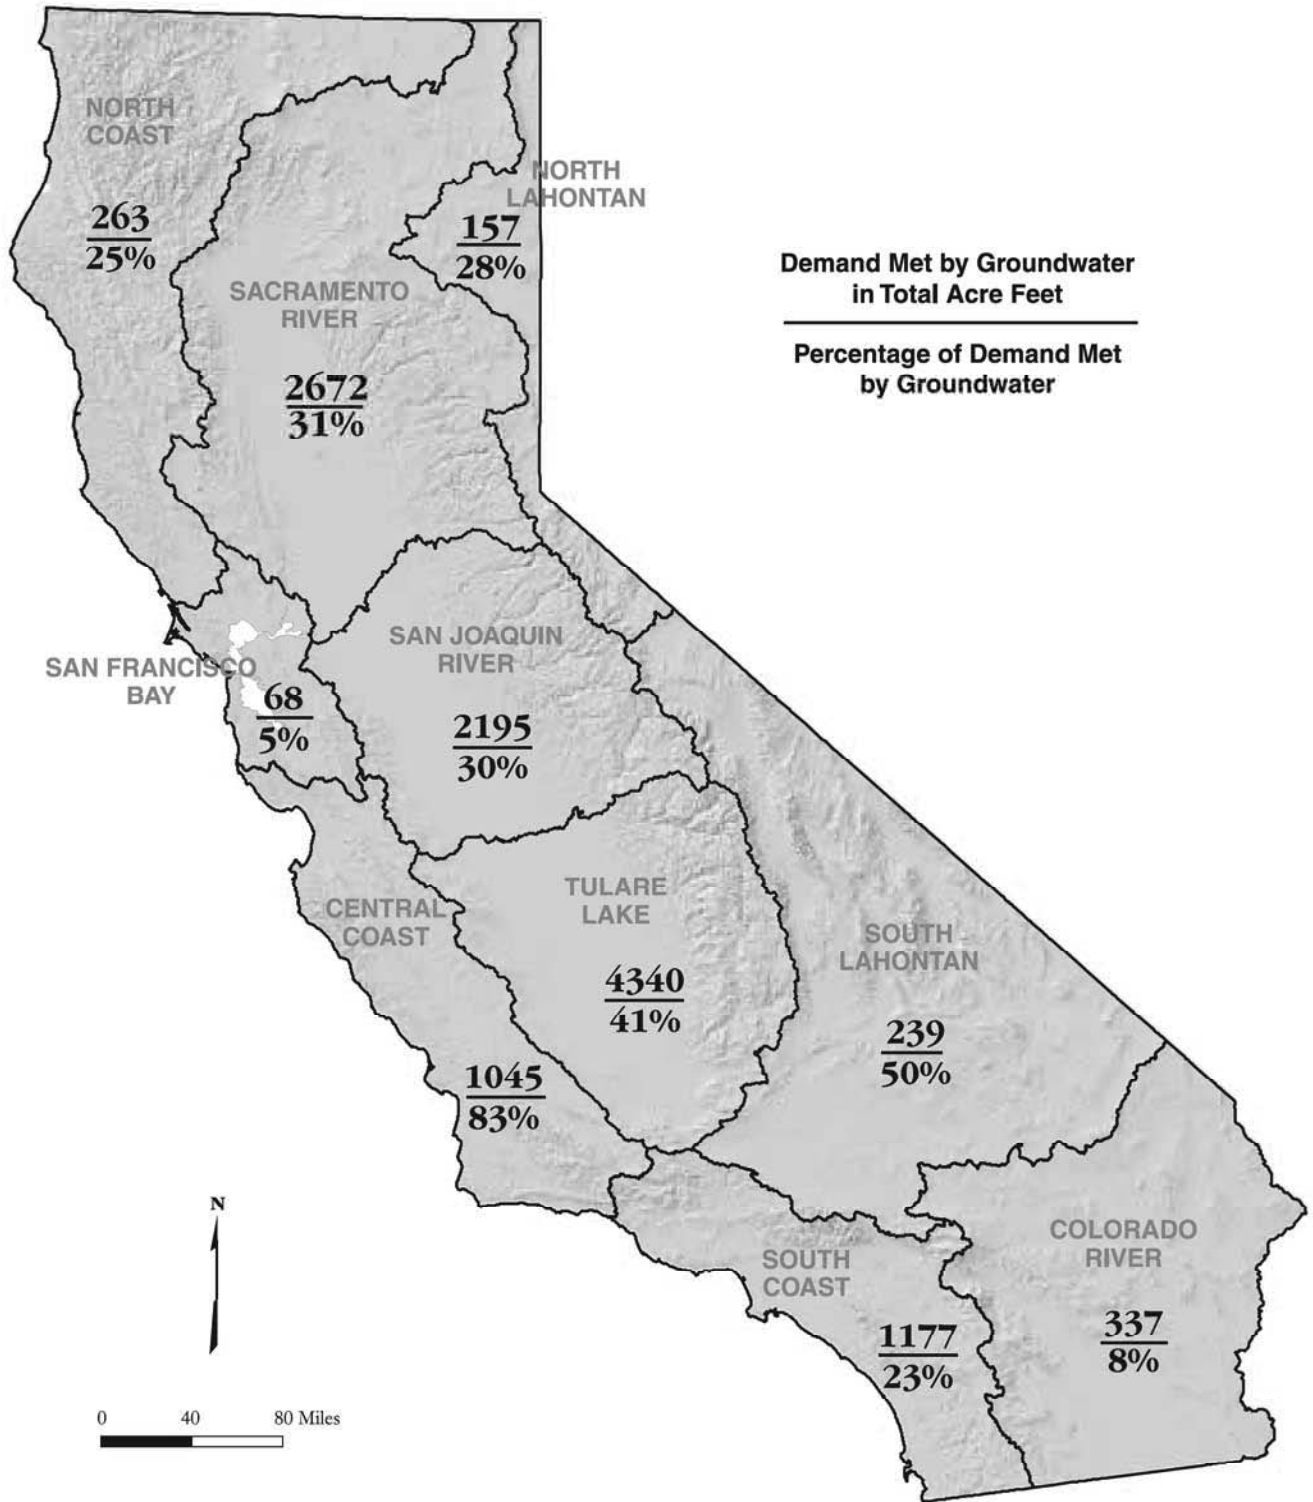 NORTH
COAST
263
25%
NORTH
LAHONTAN
157
28%
SACRAMENTO
RIVER
2672
31%
Demand Met by Groundwater
in Total Acre Feet
Percentage of Demand Met
by Groundwater
SAN FRANCISCO
BAY
68
5%
SAN JOAQUIN
RIVER
2195
30%
CENTRAL
COAST
1045
83%
TULARE
LAKE
4340
41%
SOUTH
LAHONTAN
239
50%
SOUTH
COAST
1177
23%
COLORADO
RIVER
337
8%
N
0 40 80 Miles